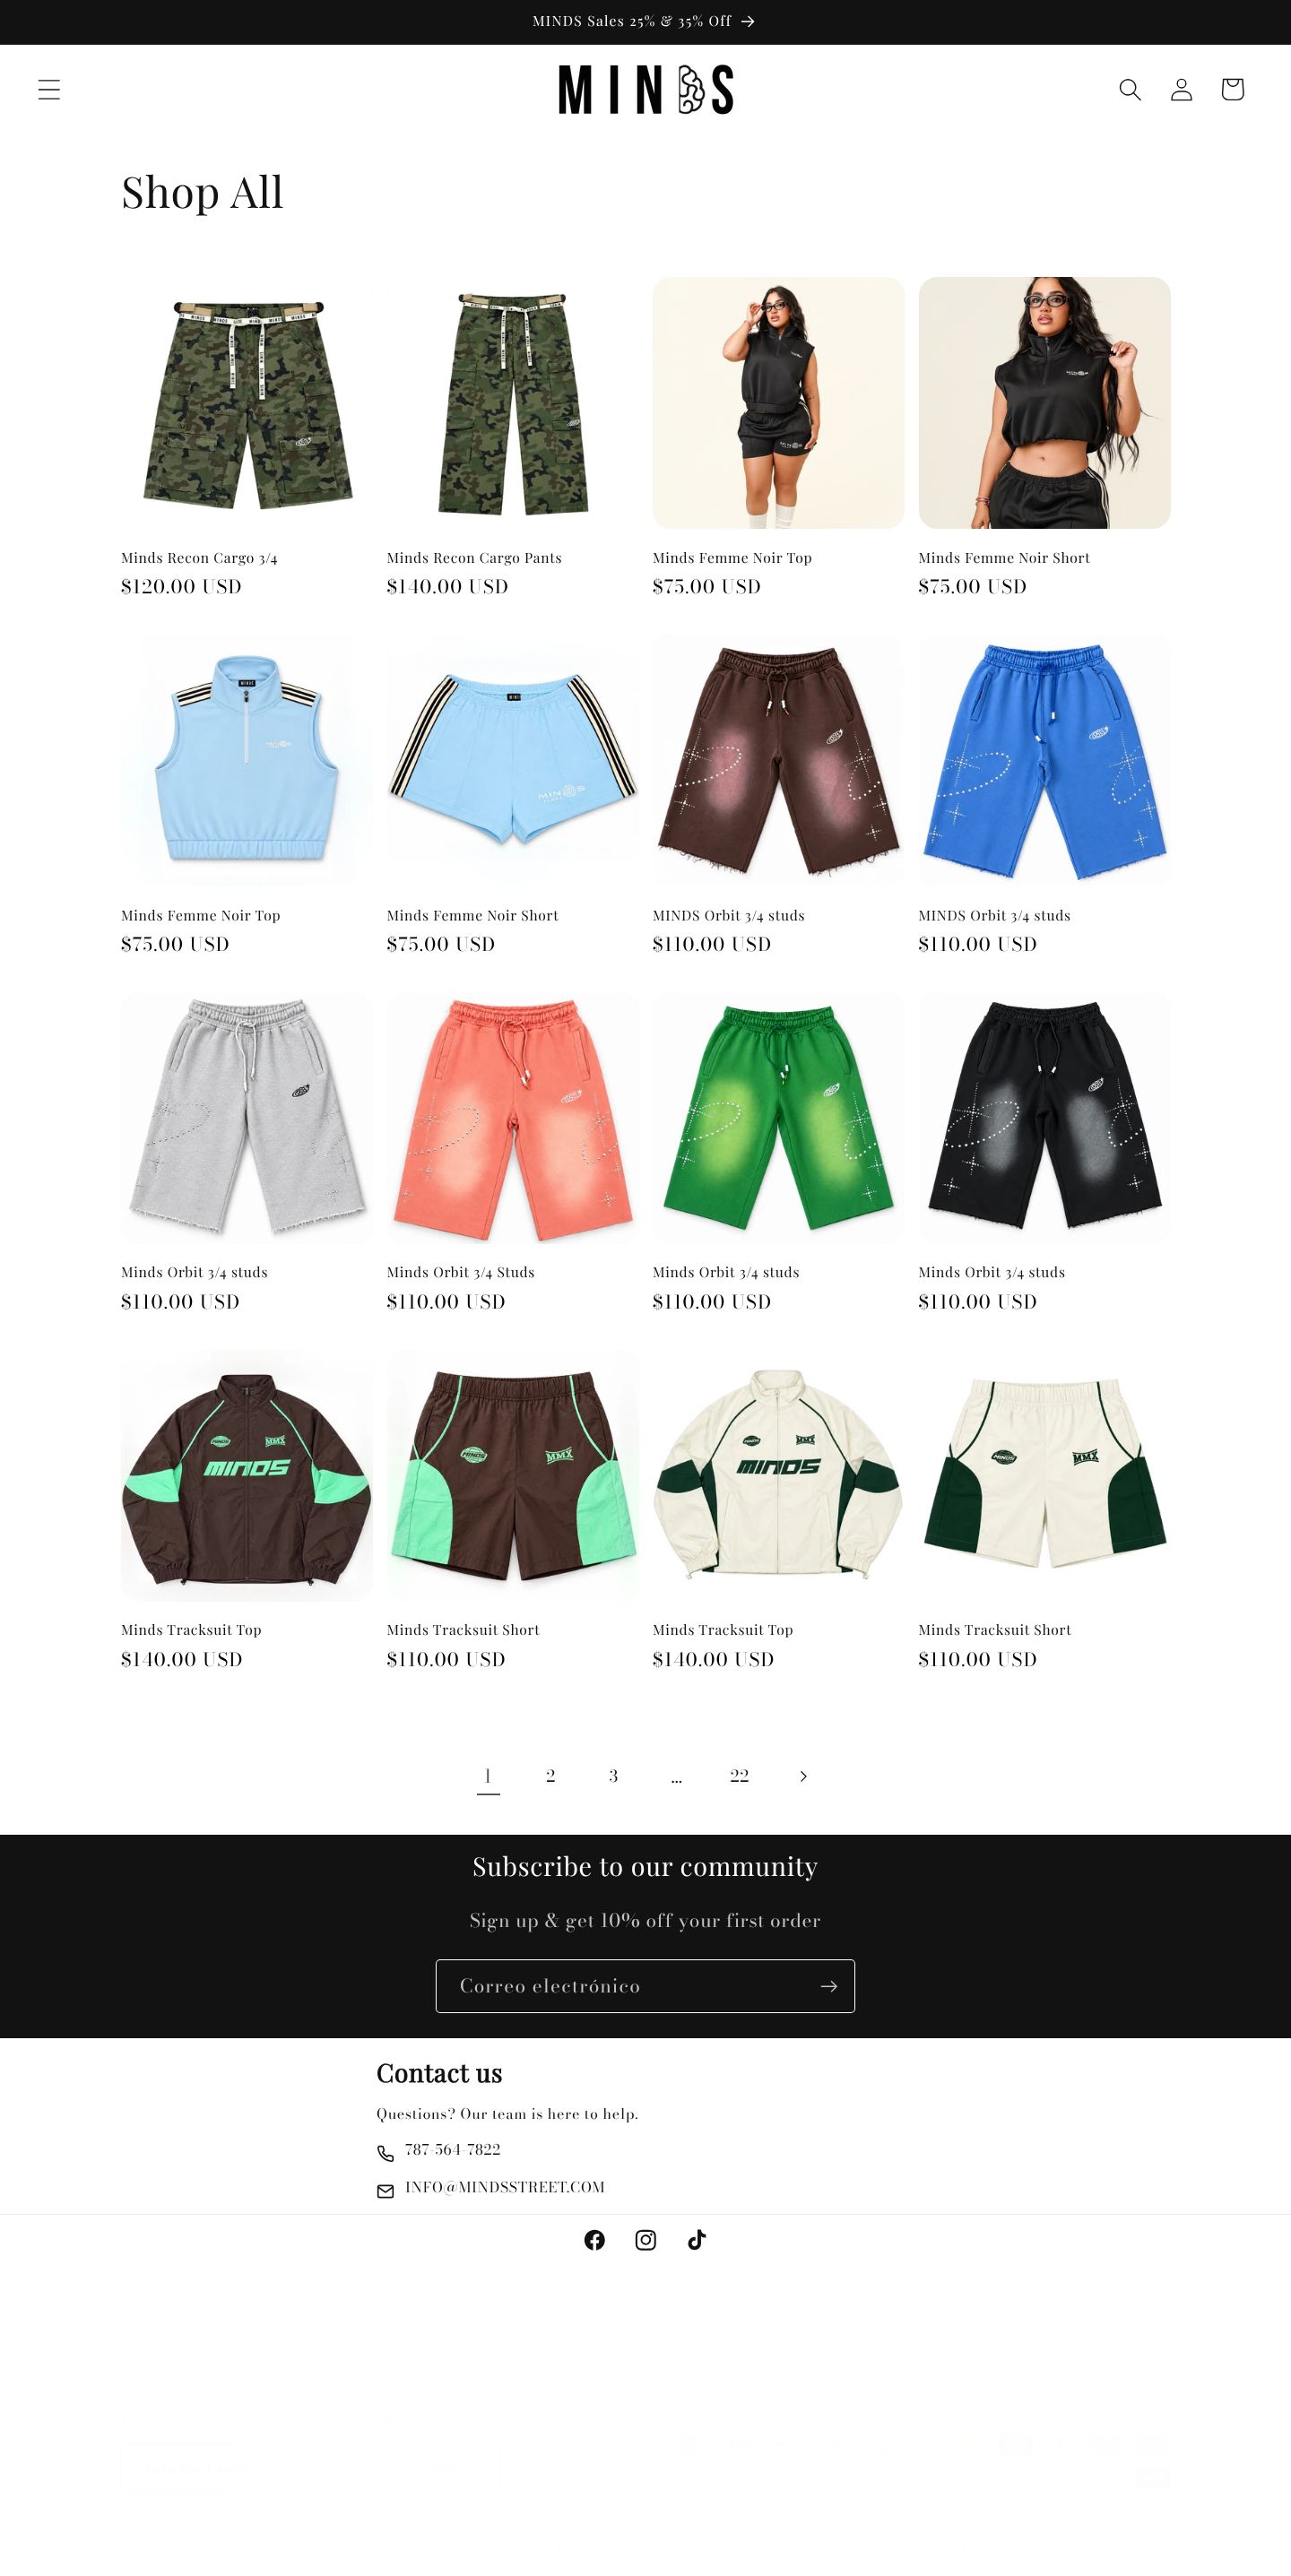 MINDS Sales 25% & 35% Off
MINDS
Shop All
Minds Recon Cargo 3/4
$120.00 USD
Minds Recon Cargo Pants
$140.00 USD
Minds Femme Noir Top
$75.00 USD
Minds Femme Noir Short
$75.00 USD
Minds Femme Noir Top
$75.00 USD
Minds Femme Noir Short
$75.00 USD
MINDS Orbit 3/4 studs
$110.00 USD
MINDS Orbit 3/4 studs
$110.00 USD
Minds Orbit 3/4 studs
$110.00 USD
Minds Orbit 3/4 Studs
$110.00 USD
Minds Orbit 3/4 studs
$110.00 USD
Minds Orbit 3/4 studs
$110.00 USD
MINDS MMX
MINDS
MINDS MMX
MINDS MMX
MINDS
MINDS MMX
Minds Tracksuit Top
$140.00 USD
Minds Tracksuit Short
$110.00 USD
Minds Tracksuit Top
$140.00 USD
Minds Tracksuit Short
$110.00 USD
1 2 3 … 22
Subscribe to our community
Sign up & get 10% off your first order
Correo electrónico
Contact us
Questions? Our team is here to help.
787-564-7822
INFO@MINDSSTREET.COM